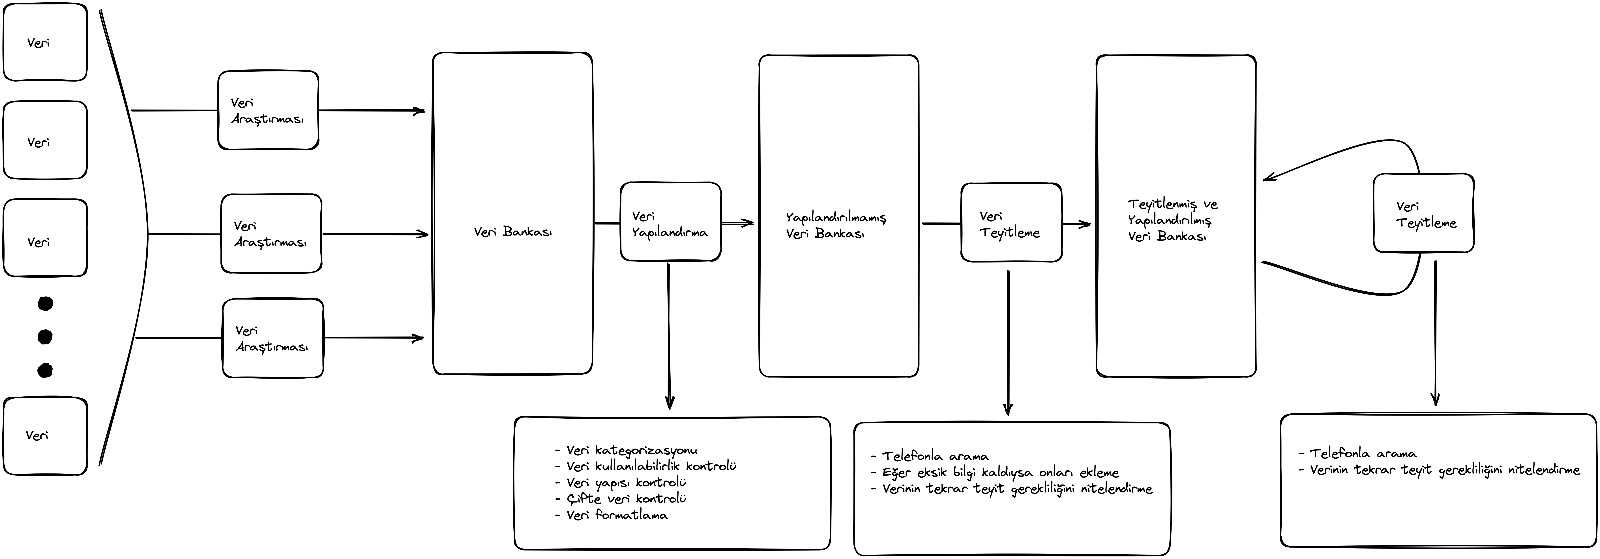 Veri
Veri
Veri
Veri
Veri
Araştırması
Veri
Araştırması
Veri
Araştırması
Veri Bankası
Veri
Yapılandırma
- Veri kategorizasyonu
- Veri kullanılabilirlik kontrolü
- Veri yapısı kontrolü
- Çifte veri kontrolü
- Veri formatlama
Yapılandırılmamış
Veri Bankası
Veri
Teyitleme
- Telefonla arama
- Eğer eksik bilgi kaldıysa onları ekleme
- Verinin tekrar teyit gerekliliğini nitelendirme
Teyitlenmiş ve
Yapılandırılmış
Veri Bankası
Veri
Teyitleme
- Telefonla arama
- Verinin tekrar teyit gerekliliğini nitelendirme